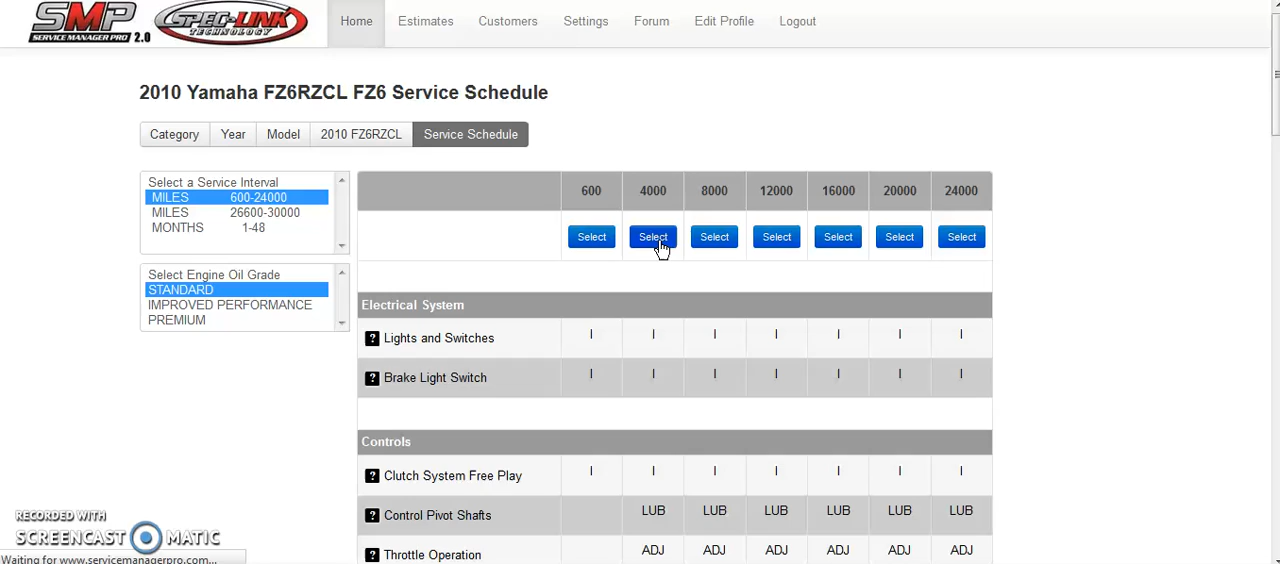 SMP SPEC-LINK Home Estimates Customers Settings Forum Edit Profile Logout
SERVICE MANAGER PRO 2.0 TECHNOLOGY
2010 Yamaha FZ6RZCL FZ6 Service Schedule
Category Year Model 2010 FZ6RZCL Service Schedule
Select a Service Interval
MILES 600-24000
MILES 26600-30000
MONTHS 1-48
Select Engine Oil Grade
STANDARD
IMPROVED PERFORMANCE
PREMIUM
600 4000 8000 12000 16000 20000 24000
Select Select Select Select Select Select Select
Electrical System
? Lights and Switches I I I I I I I
? Brake Light Switch I I I I I I I
Controls
? Clutch System Free Play I I I I I I I
? Control Pivot Shafts LUB LUB LUB LUB LUB LUB
? Throttle Operation ADJ ADJ ADJ ADJ ADJ ADJ
RECORDED WITH
SCREENCAST MATIC
Waiting for www.servicemanagerpro.com...